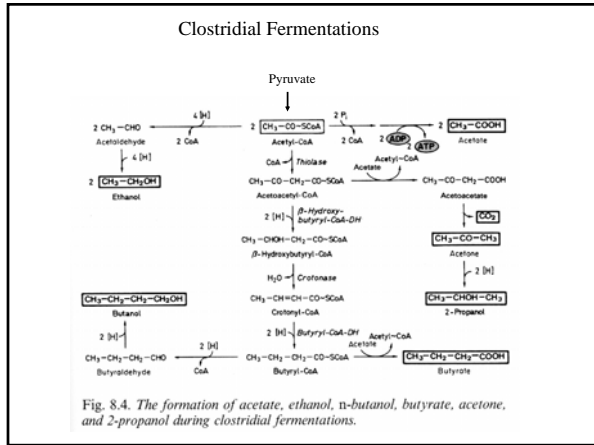 Clostridial Fermentations
Pyruvate
2 CH₃-CHO
Acetaldehyde
4 [H]
2 CoA
2 CH₃-CO-SCoA
Acetyl-CoA
2 Pᵢ
2 CoA
2 ADP
2 ATP
2 CH₃-COOH
Acetate
4 [H]
2 CH₃-CH₂OH
Ethanol
CoA
Thiolase
CH₃-CO-CH₂-CO-SCoA
Acetoacetyl-CoA
Acetate
Acetyl-CoA
CH₃-CO-CH₂-COOH
Acetoacetate
2 [H]
β-Hydroxy-
butyryl-CoA-DH
CO₂
CH₃-CHOH-CH₂-CO-SCoA
β-Hydroxybutyryl-CoA
CH₃-CO-CH₃
Acetone
H₂O
Crotonase
2 [H]
CH₃-CH₂-CH₂-CH₂OH
Butanol
CH₃-CH=CH-CO-SCoA
Crotonyl-CoA
CH₃-CHOH-CH₃
2-Propanol
2 [H]
2 [H]
Butyryl-CoA-DH
Acetate
Acetyl-CoA
CH₃-CH₂-CH₂-CHO
Butyraldehyde
2 [H]
CoA
CH₃-CH₂-CH₂-CO-SCoA
Butyryl-CoA
CH₃-CH₂-CH₂-COOH
Butyrate
Fig. 8.4. The formation of acetate, ethanol, n-butanol, butyrate, acetone,
and 2-propanol during clostridial fermentations.